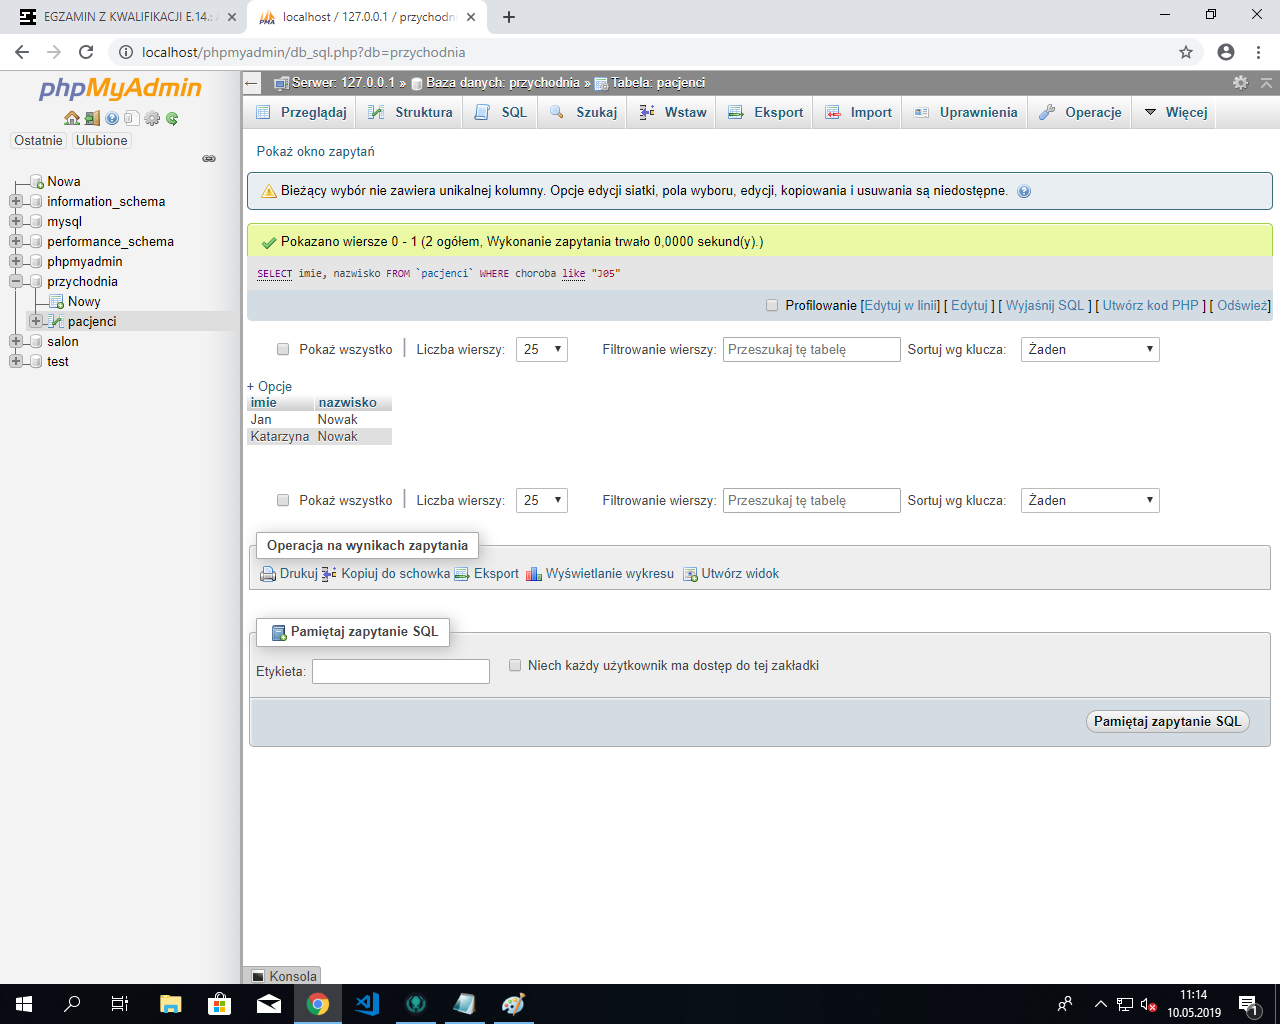 EGZAMIN Z KWALIFIKACJI E.14.: A
localhost / 127.0.0.1 / przychodni
localhost/phpmyadmin/db_sql.php?db=przychodnia
phpMyAdmin
Ostatnie Ulubione
Nowa
information_schema
mysql
performance_schema
phpmyadmin
przychodnia
Nowy
pacjenci
salon
test
Serwer: 127.0.0.1 » Baza danych: przychodnia » Tabela: pacjenci
Przeglądaj Struktura SQL Szukaj Wstaw Eksport Import Uprawnienia Operacje Więcej
Pokaż okno zapytań
Bieżący wybór nie zawiera unikalnej kolumny. Opcje edycji siatki, pola wyboru, edycji, kopiowania i usuwania są niedostępne.
Pokazano wiersze 0 - 1 (2 ogółem, Wykonanie zapytania trwało 0,0000 sekund(y).)
SELECT imie, nazwisko FROM `pacjenci` WHERE choroba like "J05"
Profilowanie [Edytuj w linii] [ Edytuj ] [ Wyjaśnij SQL ] [ Utwórz kod PHP ] [ Odśwież]
Pokaż wszystko | Liczba wierszy: 25 Filtrowanie wierszy: Przeszukaj tę tabelę Sortuj wg klucza: Żaden
+ Opcje
imie nazwisko
Jan Nowak
Katarzyna Nowak
Pokaż wszystko | Liczba wierszy: 25 Filtrowanie wierszy: Przeszukaj tę tabelę Sortuj wg klucza: Żaden
Operacja na wynikach zapytania
Drukuj Kopiuj do schowka Eksport Wyświetlanie wykresu Utwórz widok
Pamiętaj zapytanie SQL
Etykieta: Niech każdy użytkownik ma dostęp do tej zakładki
Pamiętaj zapytanie SQL
Konsola
11:14
10.05.2019
1